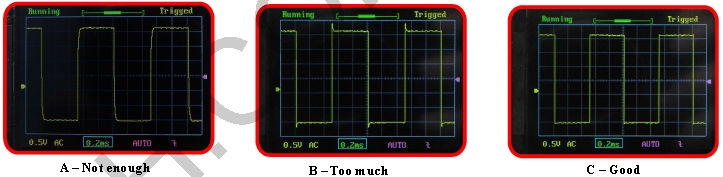 Running Trigged
0.5V AC 0.2ms AUTO
A – Not enough
Running Trigged
0.5V AC 0.2ms AUTO
B – Too much
Running Trigged
0.5V AC 0.2ms AUTO
C – Good